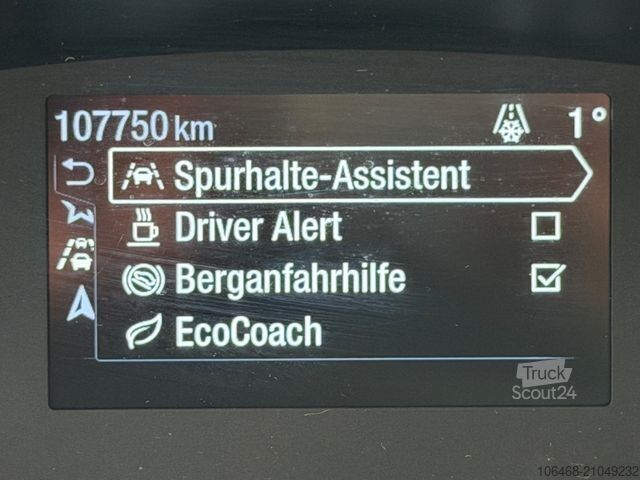 107750 km 1°
Spurhalte-Assistent
Driver Alert
Berganfahrhilfe
EcoCoach
Truck
Scout24
106468-21049232